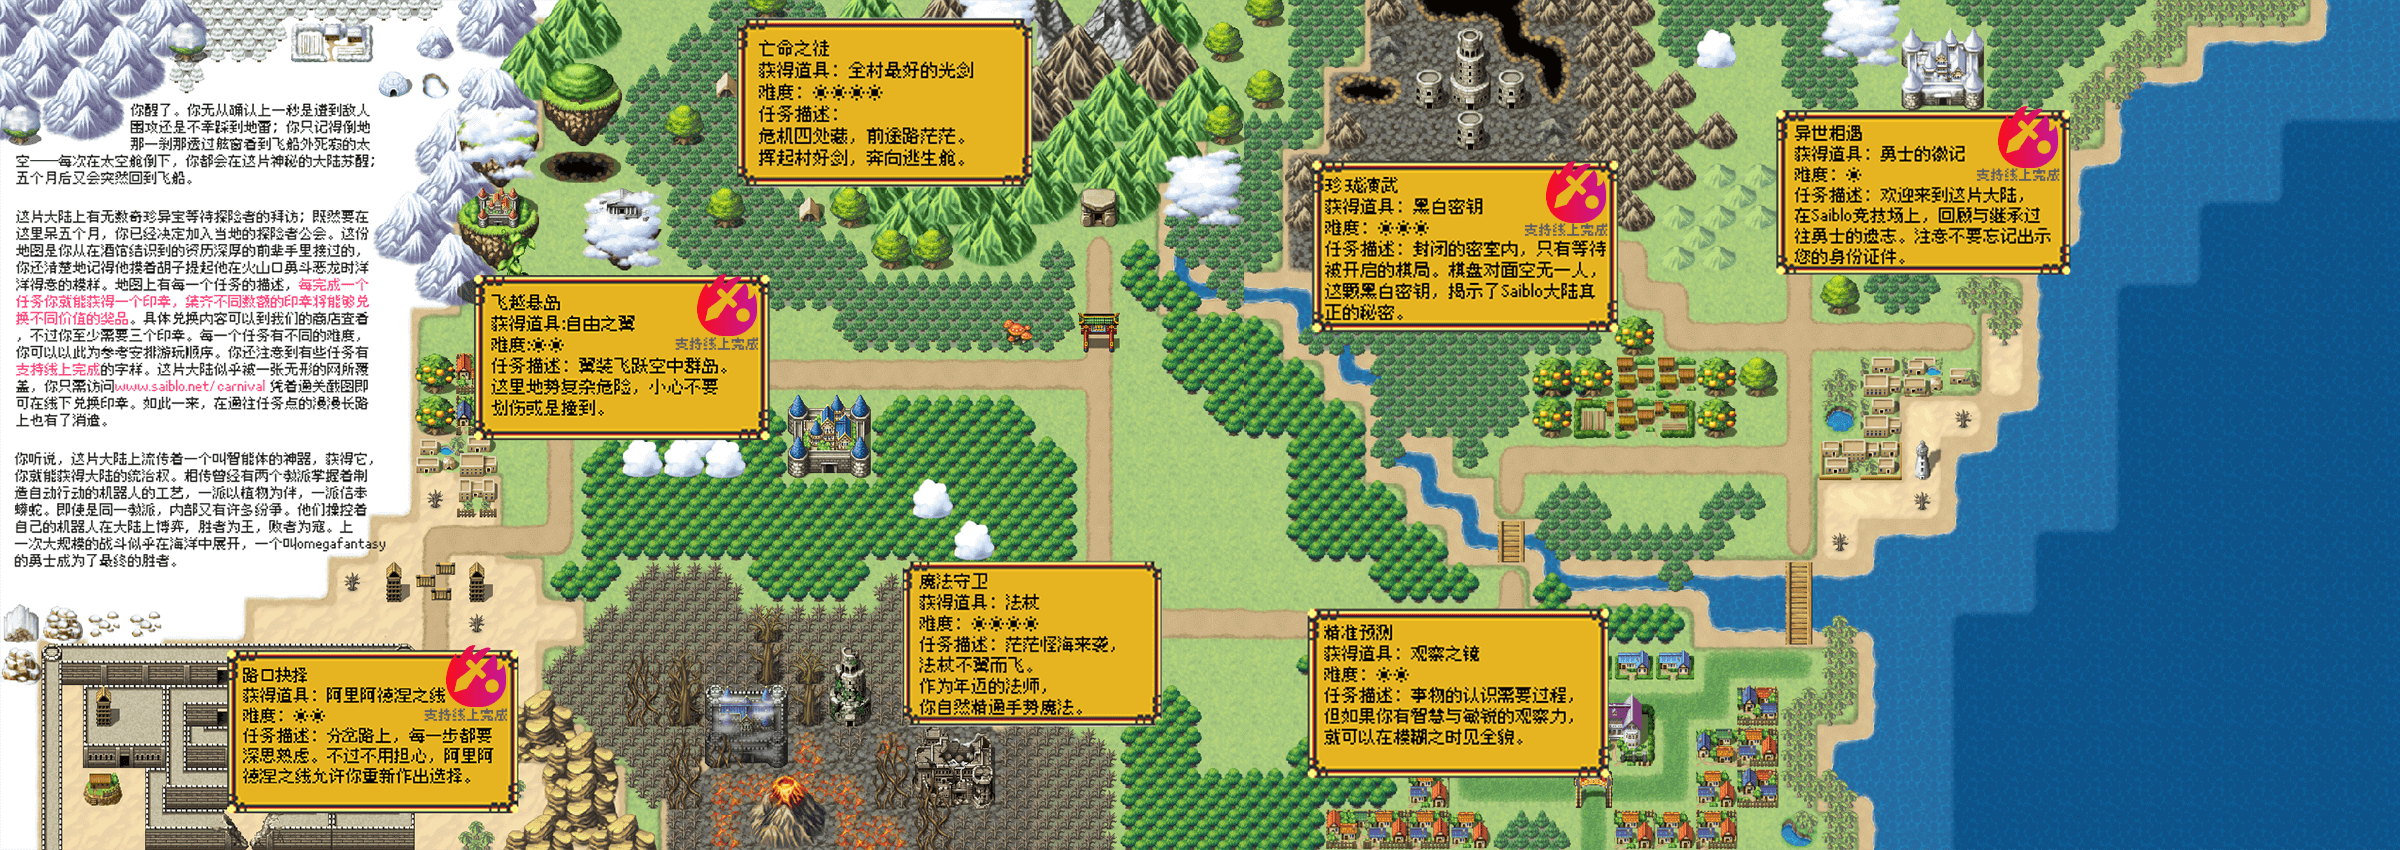 你醒了。你无从确认上一秒是遭到敌人
围攻还是不幸踩到地雷；你只记得倒地
那一刹那透过舷窗看到飞船外死寂的太
空——每次在太空舱倒下，你都会在这片神秘的大陆苏醒；
五个月后又会突然回到飞船。
这片大陆上有无数奇珍异宝等待探险者的拜访；既然要在
这里呆五个月，你已经决定加入当地的探险者公会。这份
地图是你从在酒馆结识到的资历深厚的前辈手里接过的，
你还清楚地记得他摸着胡子提起他在火山口勇斗恶龙时洋
洋得意的模样。地图上有每一个任务的描述，每完成一个
任务你就能获得一个印章，集齐不同数额的印章将能够兑
换不同价值的奖品。具体兑换内容可以到我们的商店查看
，不过你至少需要三个印章。每一个任务有不同的难度，
你可以以此为参考安排游玩顺序。你还注意到有些任务有
支持线上完成的字样。这片大陆似乎被一张无形的网所覆
盖，你只需访问www.saiblo.net/carnival 凭着通关截图即
可在线下兑换印章。如此一来，在通往任务点的漫漫长路
上也有了消遣。
你听说，这片大陆上流传着一个叫智能体的神器，获得它，
你就能获得大陆的统治权。相传曾经有两个教派掌握着制
造自动行动的机器人的工艺，一派以植物为伴，一派信奉
蟒蛇。即使是同一教派，内部又有许多纷争。他们操控着
自己的机器人在大陆上博弈，胜者为王，败者为寇。上
一次大规模的战斗似乎在海洋中展开，一个叫omegafantasy
的勇士成为了最终的胜者。
亡命之徒
获得道具：全村最好的光剑
难度：☀☀☀☀
任务描述：
危机四处藏，前途路茫茫。
挥起村好剑，奔向逃生舱。
飞越悬岛
获得道具:自由之翼
难度:☀☀
支持线上完成
任务描述：翼装飞跃空中群岛。
这里地势复杂危险，小心不要
划伤或是撞到。
珍珑演武
获得道具：黑白密钥
难度：☀☀☀
支持线上完成
任务描述：封闭的密室内，只有等待
被开启的棋局。棋盘对面空无一人，
这颗黑白密钥，揭示了Saiblo大陆真
正的秘密。
异世相遇
获得道具：勇士的徽记
难度：☀
支持线上完成
任务描述：欢迎来到这片大陆，
在Saiblo竞技场上，回顾与继承过
往勇士的遗志。注意不要忘记出示
您的身份证件。
路口抉择
获得道具：阿里阿德涅之线
难度：☀☀
支持线上完成
任务描述：分岔路上，每一步都要
深思熟虑。不过不用担心，阿里阿
德涅之线允许你重新作出选择。
魔法守卫
获得道具：法杖
难度：☀☀☀☀
任务描述：茫茫怪海来袭，
法杖不翼而飞。
作为年迈的法师，
你自然精通手势魔法。
精准预测
获得道具：观察之镜
难度：☀☀
任务描述：事物的认识需要过程，
但如果你有智慧与敏锐的观察力，
就可以在模糊之时见全貌。